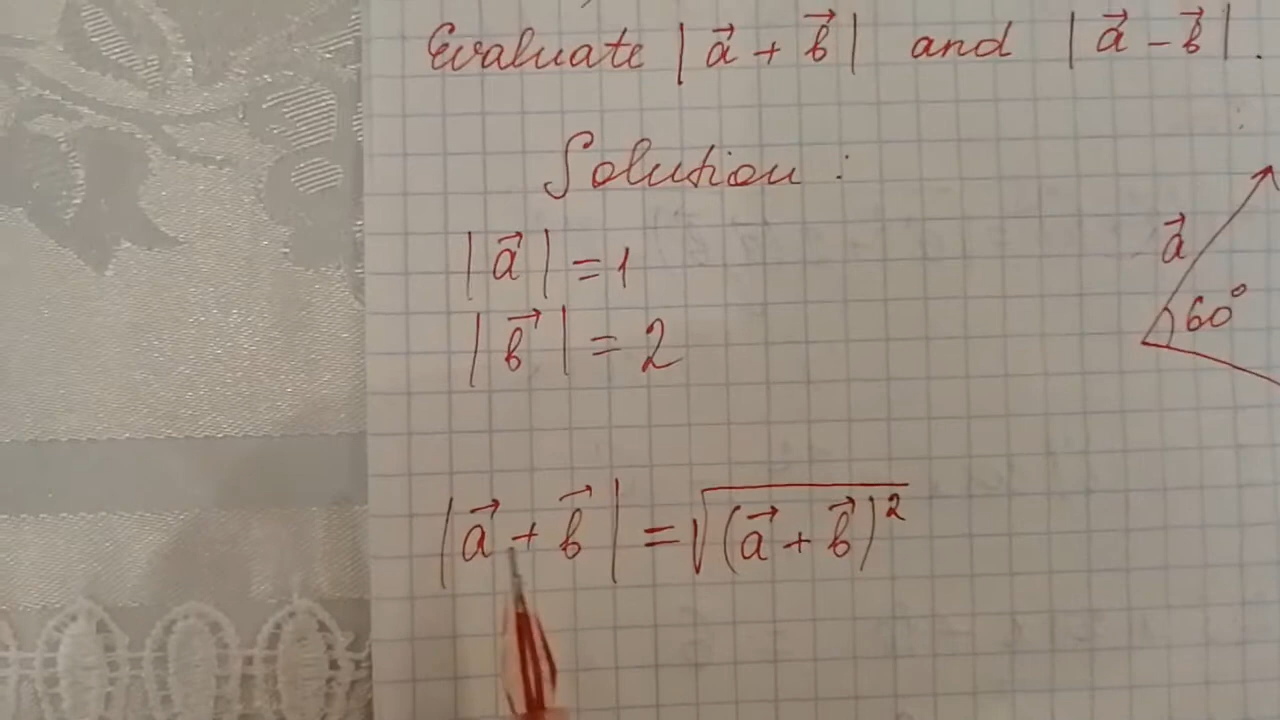 Evaluate |a⃗ + b⃗| and |a⃗ − b⃗|.
Solution:
|a⃗| = 1
a⃗
60°
|b⃗| = 2
|a⃗ + b⃗| = √(a⃗ + b⃗)²